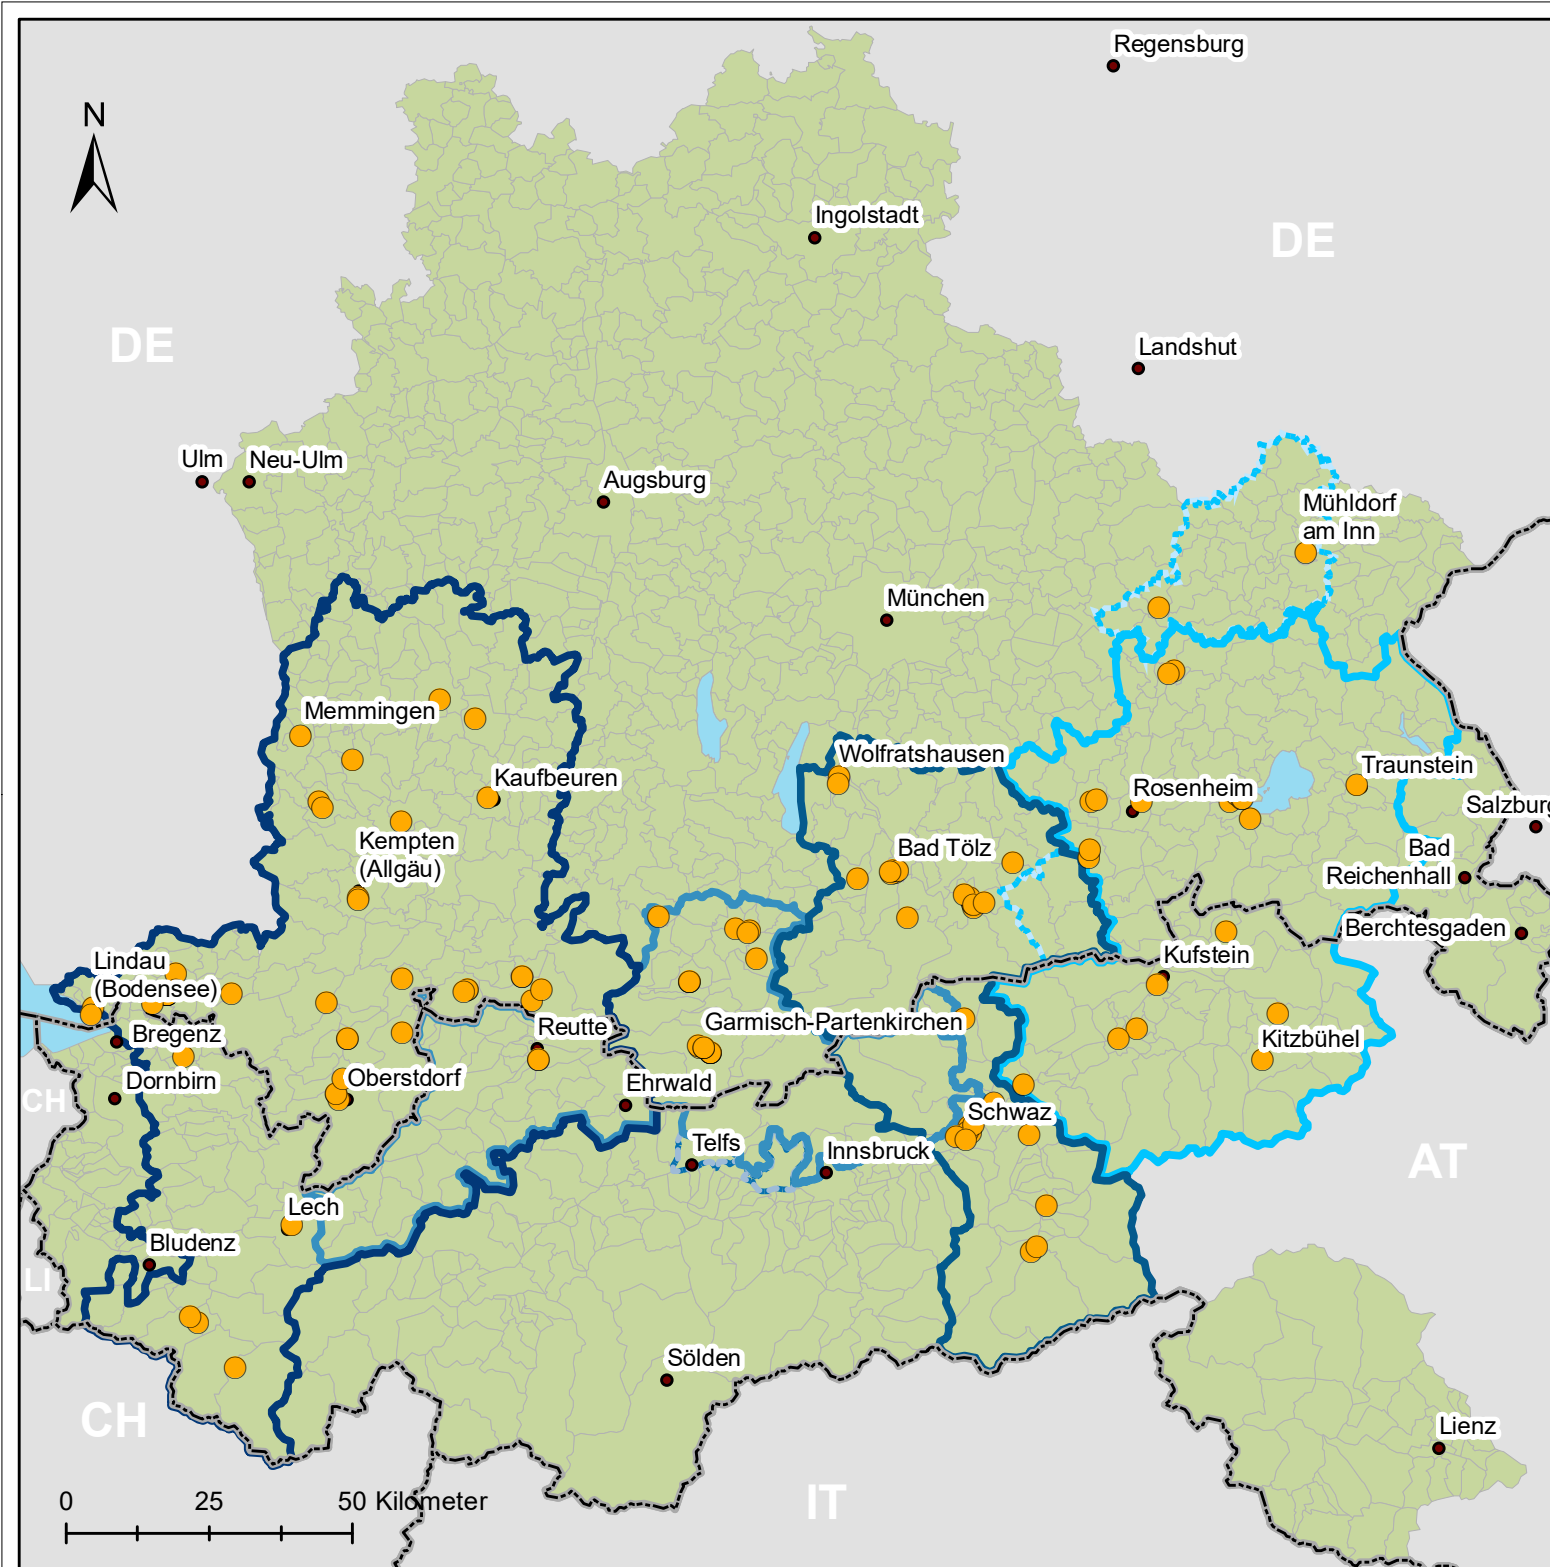 Regensburg
N
Ingolstadt
DE
DE
Landshut
Ulm
Neu-Ulm
Augsburg
Mühldorf
am Inn
München
Memmingen
Wolfratshausen
Kaufbeuren
Rosenheim
Traunstein
Salzburg
Kempten
(Allgäu)
Bad Tölz
Bad
Reichenhall
Berchtesgaden
Lindau
(Bodensee)
Kufstein
Bregenz
Reutte
Garmisch-Partenkirchen
Kitzbühel
Dornbirn
Oberstdorf
Ehrwald
CH
Schwaz
Telfs
Innsbruck
AT
Lech
Bludenz
LI
Sölden
CH
Lienz
IT
0 25 50 Kilometer